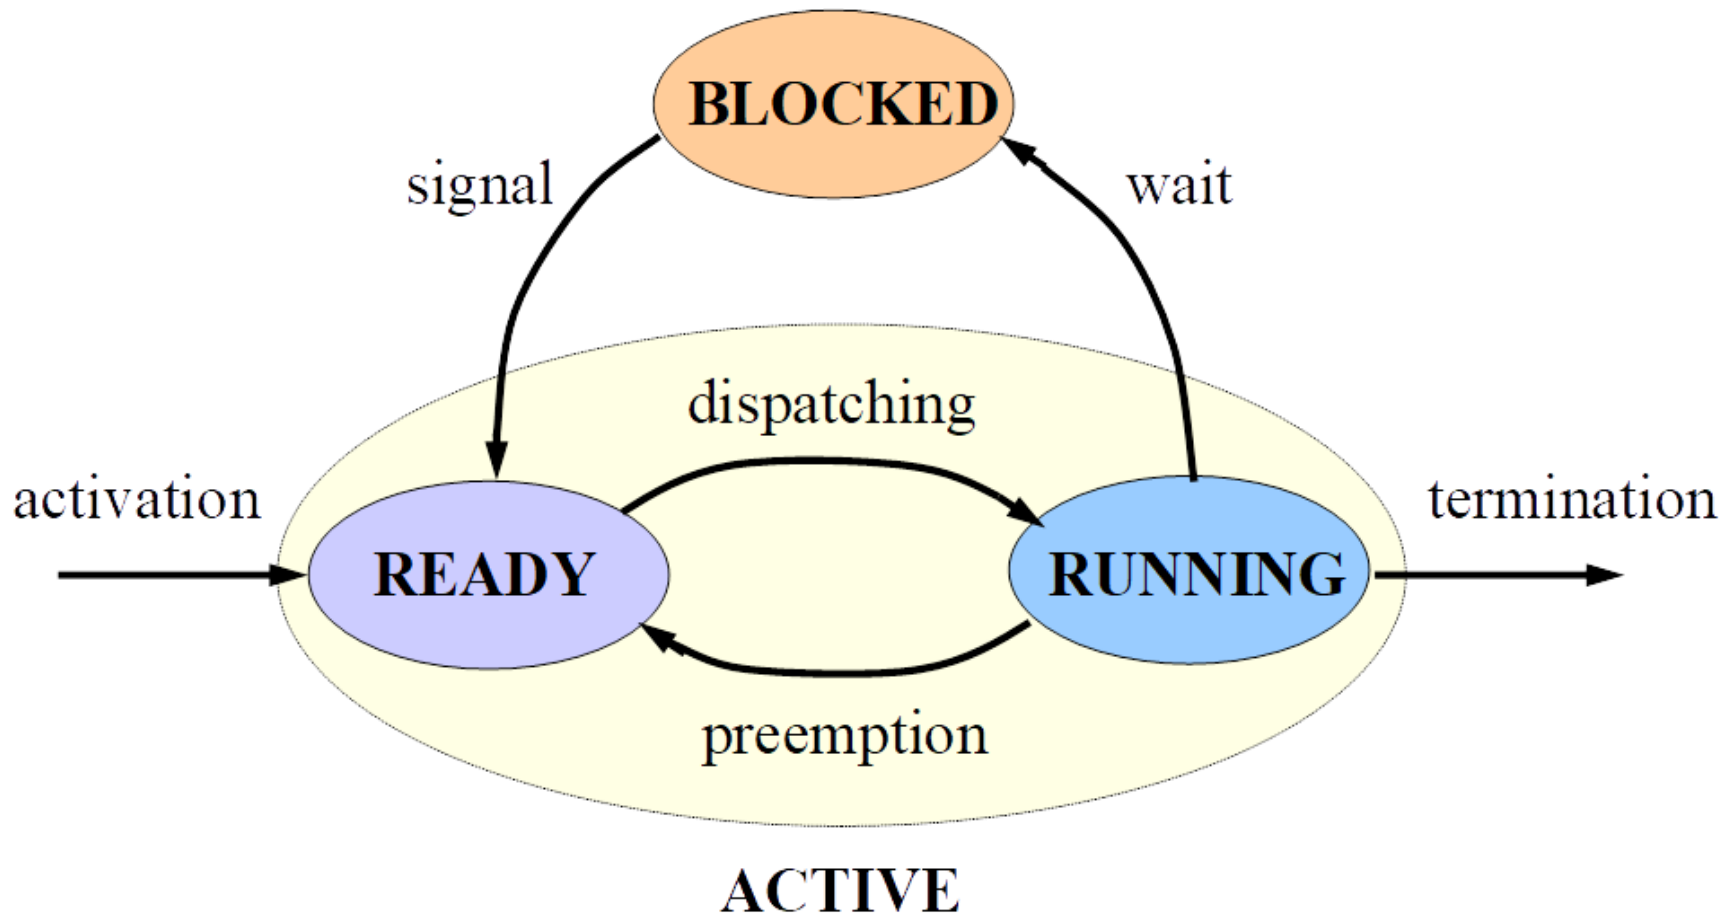 BLOCKED
signal
wait
dispatching
activation
termination
READY
RUNNING
preemption
ACTIVE